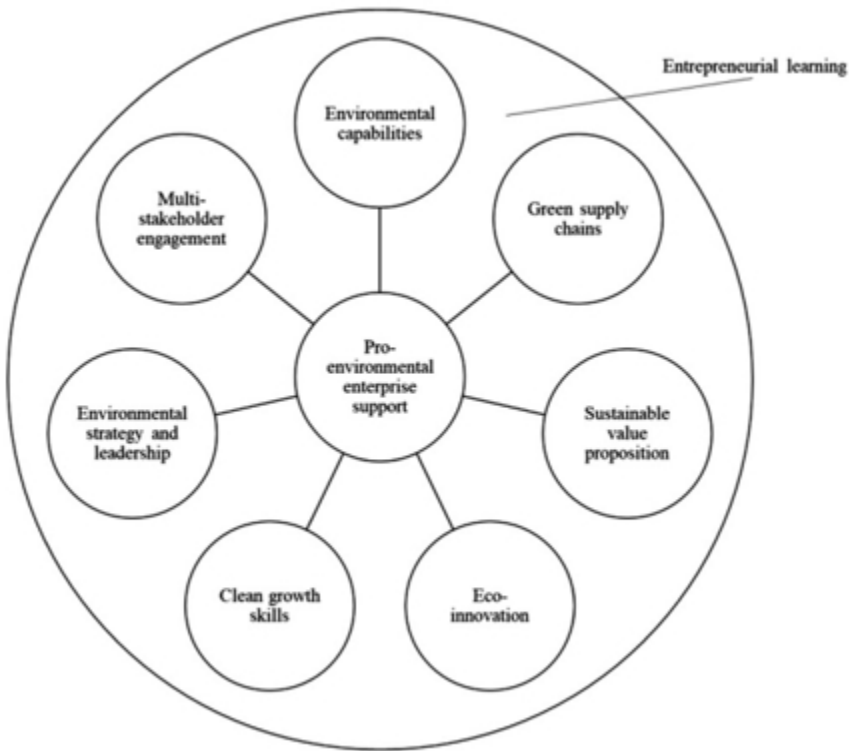 Entrepreneurial learning
Environmental
capabilities
Multi-
stakeholder
engagement
Green supply
chains
Pro-
environmental
enterprise
support
Environmental
strategy and
leadership
Sustainable
value
proposition
Clean growth
skills
Eco-
innovation